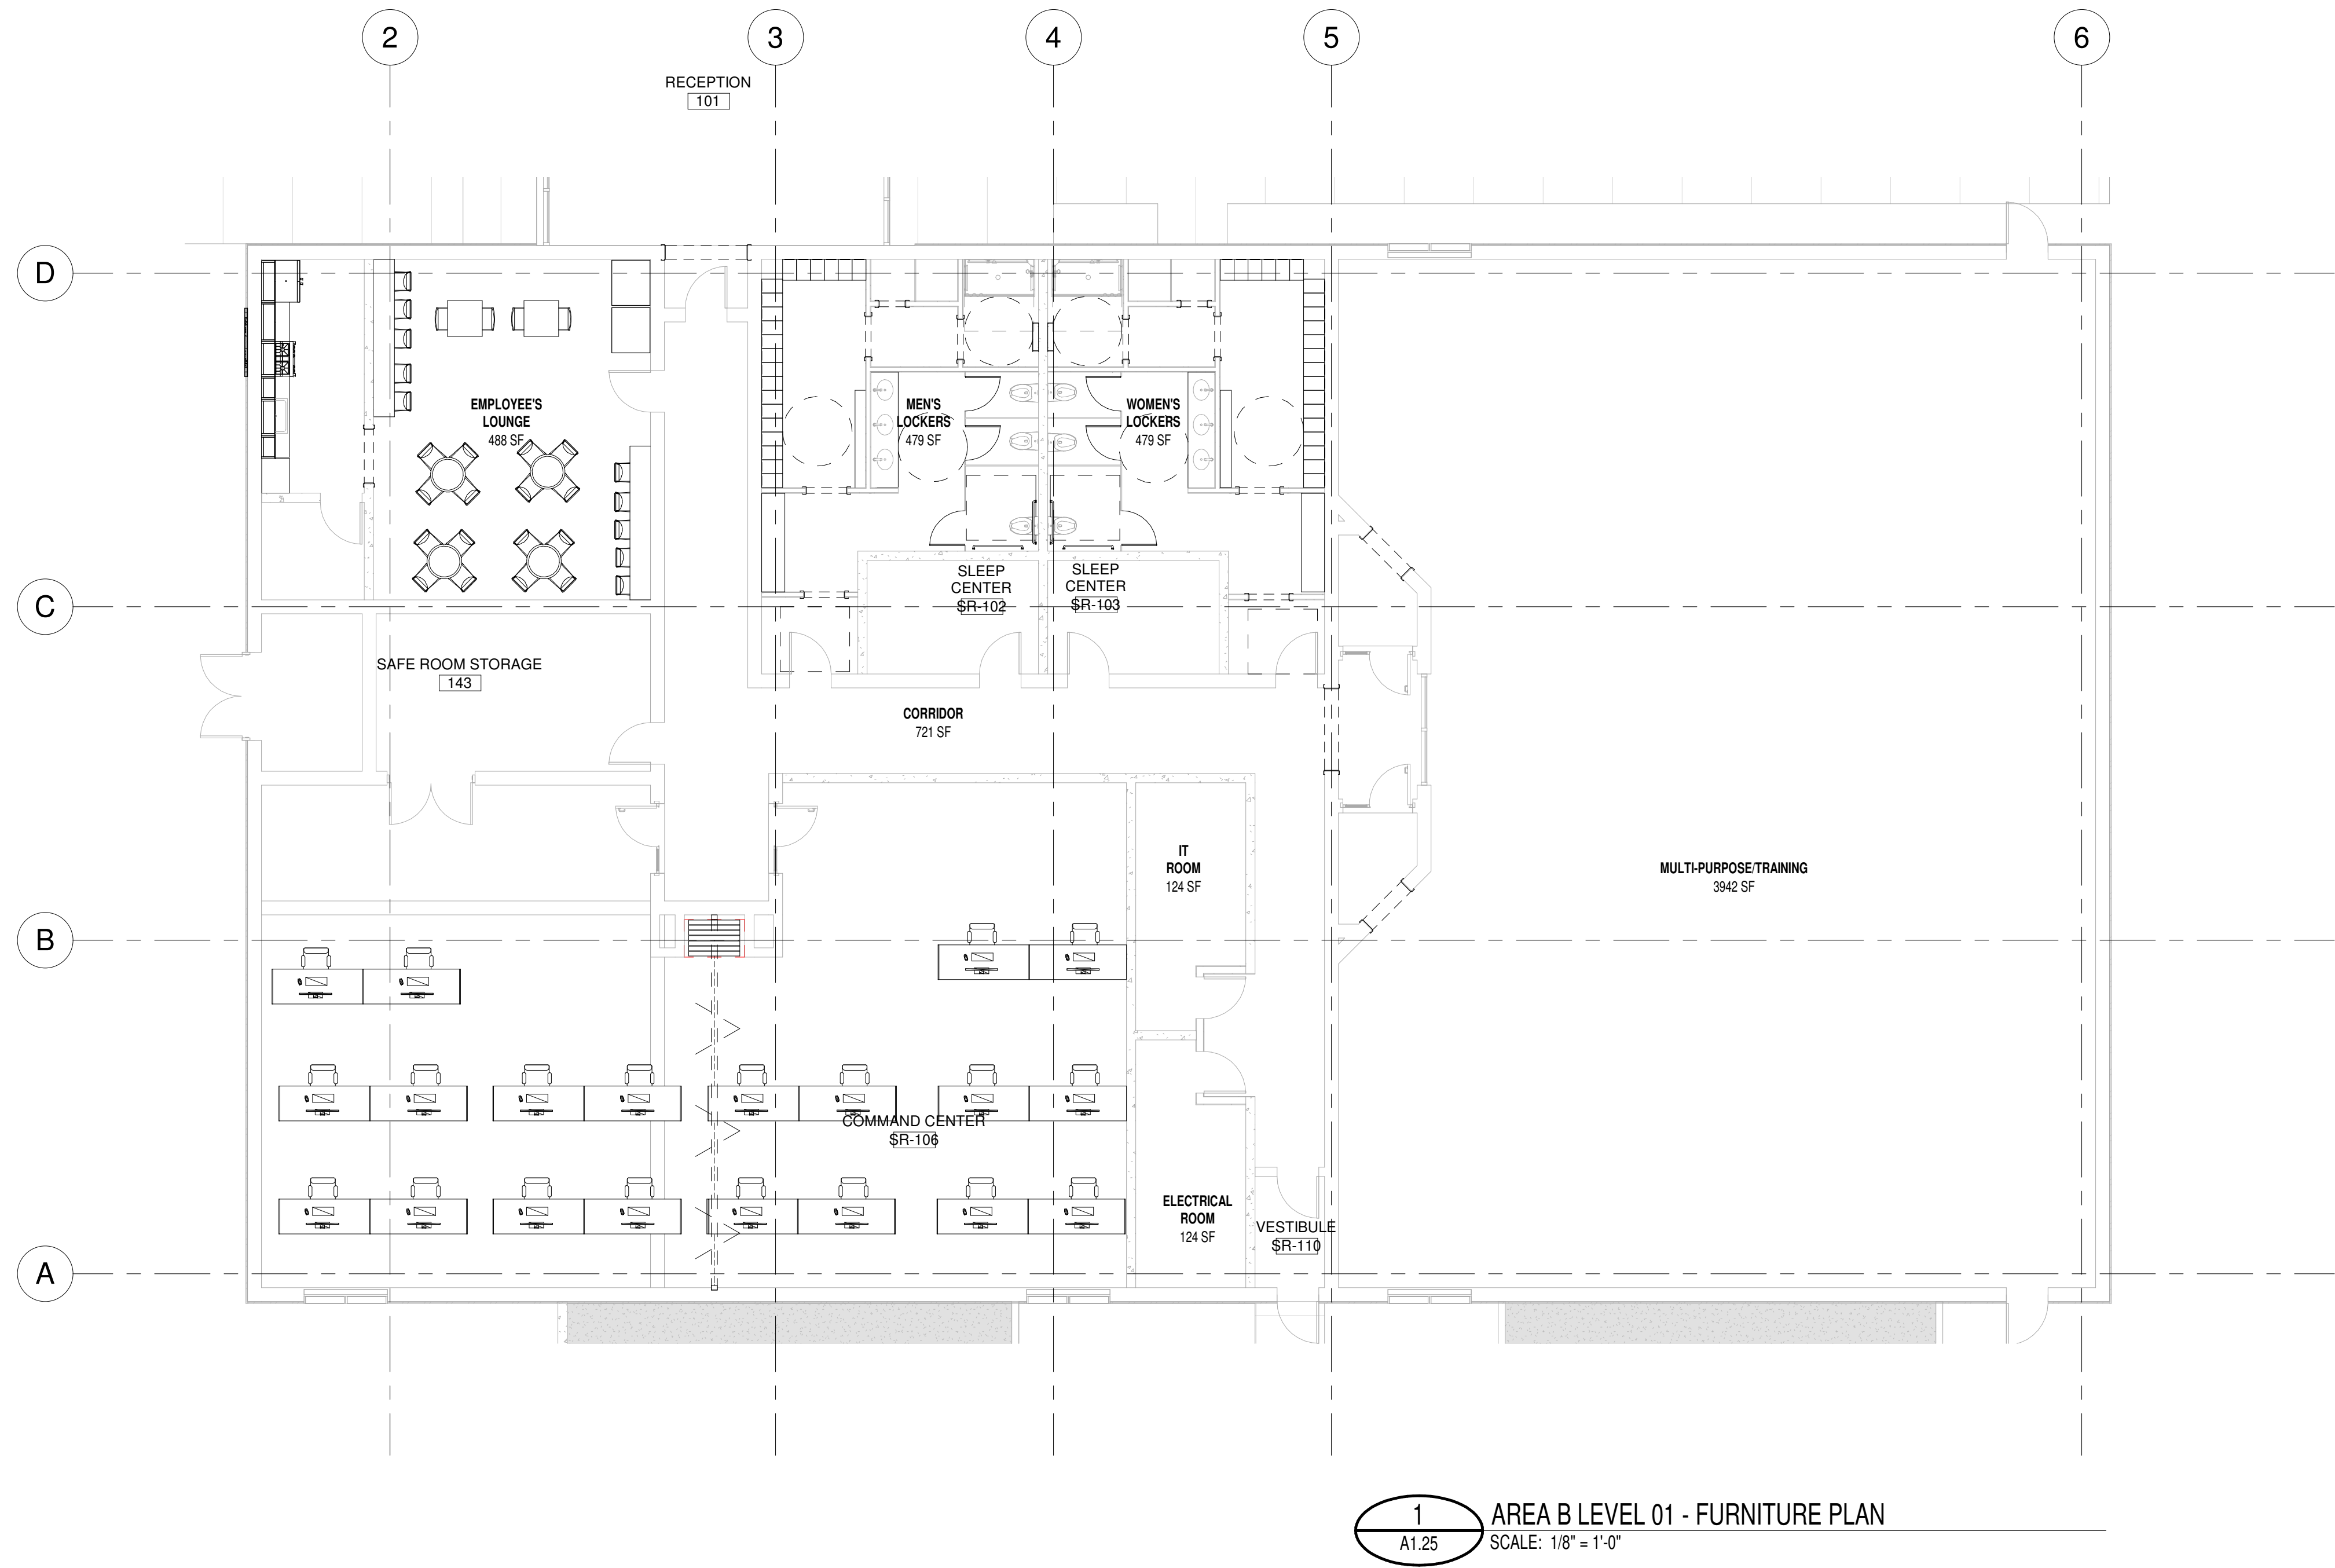 2
3
4
5
6
RECEPTION
101
D
EMPLOYEE'S
LOUNGE
488 SF
MEN'S
LOCKERS
479 SF
WOMEN'S
LOCKERS
479 SF
SLEEP
CENTER
SR-102
SLEEP
CENTER
SR-103
C
SAFE ROOM STORAGE
143
CORRIDOR
721 SF
IT
ROOM
124 SF
MULTI-PURPOSE/TRAINING
3942 SF
B
COMMAND CENTER
SR-106
ELECTRICAL
ROOM
124 SF
VESTIBULE
SR-110
A
1
A1.25
AREA B LEVEL 01 - FURNITURE PLAN
SCALE: 1/8" = 1'-0"